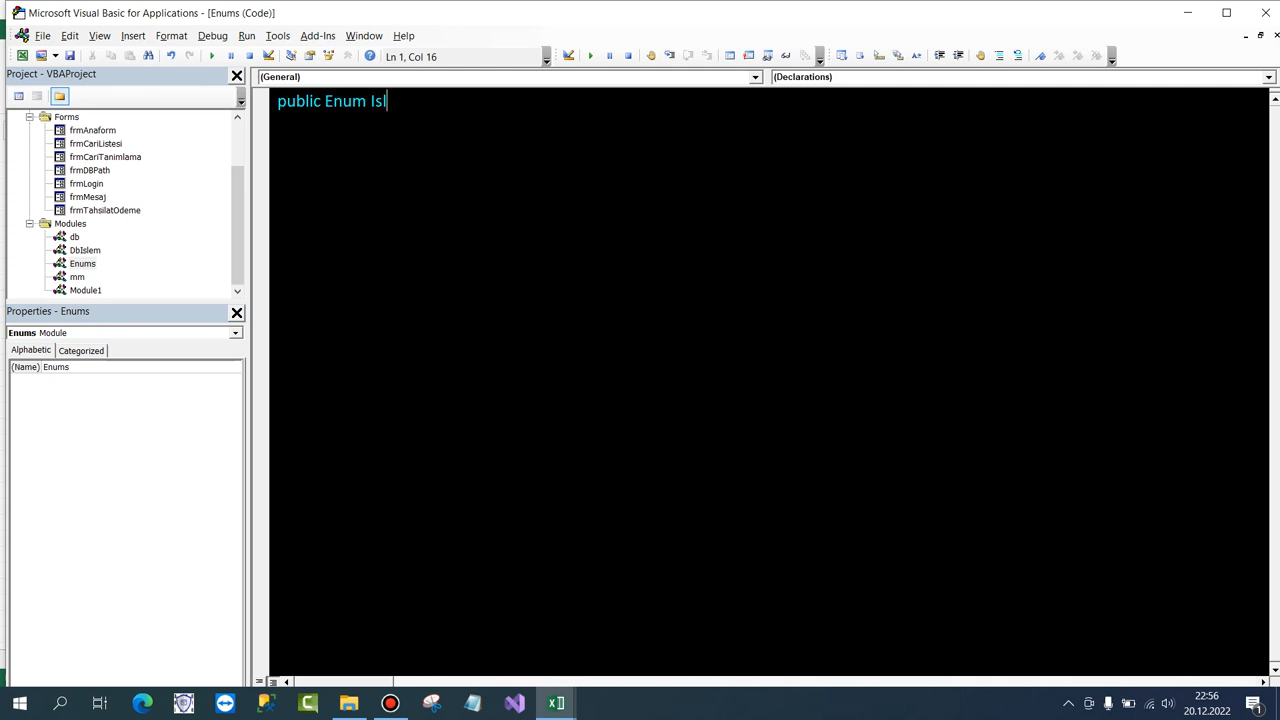 Microsoft Visual Basic for Applications - [Enums (Code)]
File Edit View Insert Format Debug Run Tools Add-Ins Window Help
Ln 1, Col 16
Project - VBAProject
(General)
(Declarations)
public Enum Isl
Forms
frmAnaform
frmCariListesi
frmCariTanimlama
frmDBPath
frmLogin
frmMesaj
frmTahsilatOdeme
Modules
db
DbIslem
Enums
mm
Module1
Properties - Enums
Enums Module
Alphabetic Categorized
(Name) Enums
22:56
20.12.2022